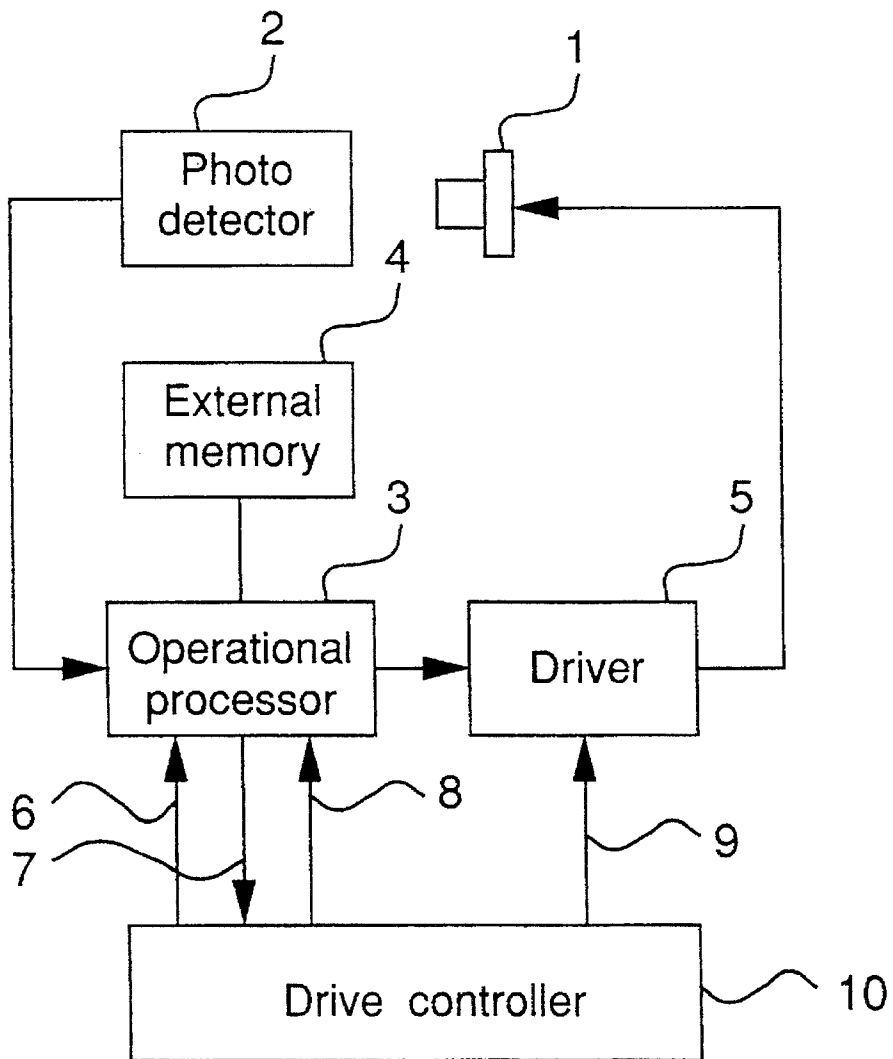 2
1
Photo
detector
4
External
memory
3
5
Operational
processor
Driver
6
7
8
9
Drive controller
10